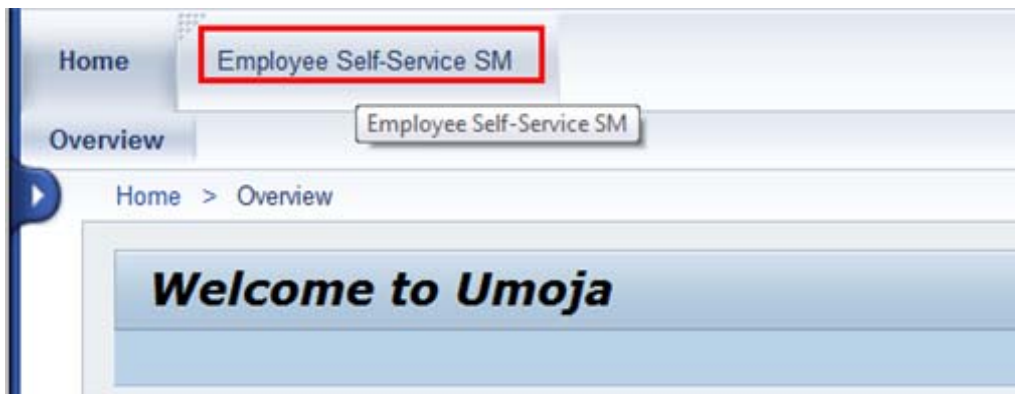 Home Employee Self-Service SM
Employee Self-Service SM
Overview
Home > Overview
Welcome to Umoja